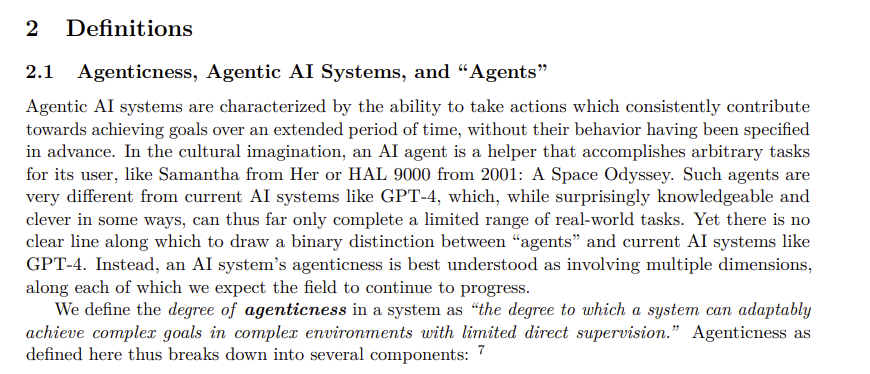 2 Definitions
2.1 Agenticness, Agentic AI Systems, and “Agents”
Agentic AI systems are characterized by the ability to take actions which consistently contribute
towards achieving goals over an extended period of time, without their behavior having been specified
in advance. In the cultural imagination, an AI agent is a helper that accomplishes arbitrary tasks
for its user, like Samantha from Her or HAL 9000 from 2001: A Space Odyssey. Such agents are
very different from current AI systems like GPT-4, which, while surprisingly knowledgeable and
clever in some ways, can thus far only complete a limited range of real-world tasks. Yet there is no
clear line along which to draw a binary distinction between “agents” and current AI systems like
GPT-4. Instead, an AI system’s agenticness is best understood as involving multiple dimensions,
along each of which we expect the field to continue to progress.
We define the degree of agenticness in a system as “the degree to which a system can adaptably
achieve complex goals in complex environments with limited direct supervision.” Agenticness as
defined here thus breaks down into several components: 7